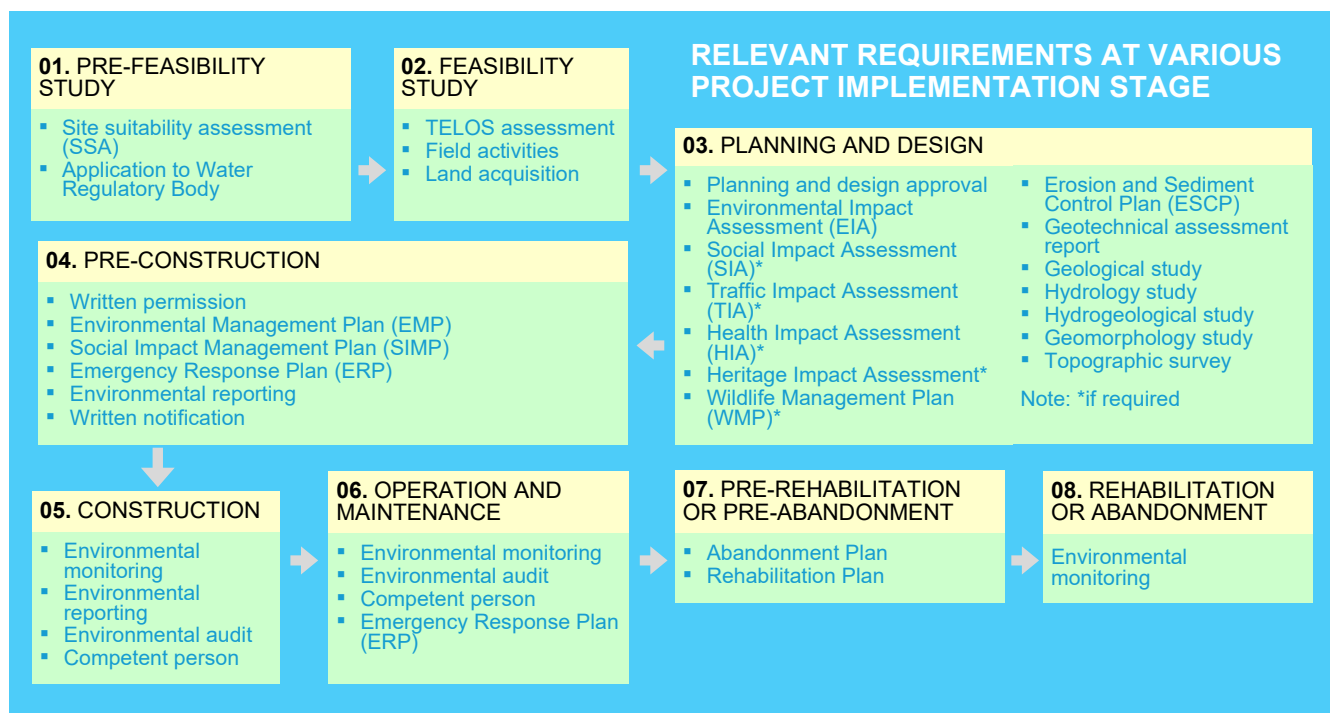 RELEVANT REQUIREMENTS AT VARIOUS
PROJECT IMPLEMENTATION STAGE
01. PRE-FEASIBILITY
STUDY
▪ Site suitability assessment
(SSA)
▪ Application to Water
Regulatory Body
02. FEASIBILITY
STUDY
▪ TELOS assessment
▪ Field activities
▪ Land acquisition
03. PLANNING AND DESIGN
▪ Planning and design approval
▪ Environmental Impact
Assessment (EIA)
▪ Social Impact Assessment
(SIA)*
▪ Traffic Impact Assessment
(TIA)*
▪ Health Impact Assessment
(HIA)*
▪ Heritage Impact Assessment*
▪ Wildlife Management Plan
(WMP)*
▪ Erosion and Sediment
Control Plan (ESCP)
▪ Geotechnical assessment
report
▪ Geological study
▪ Hydrology study
▪ Hydrogeological study
▪ Geomorphology study
▪ Topographic survey
Note: *if required
04. PRE-CONSTRUCTION
▪ Written permission
▪ Environmental Management Plan (EMP)
▪ Social Impact Management Plan (SIMP)
▪ Emergency Response Plan (ERP)
▪ Environmental reporting
▪ Written notification
05. CONSTRUCTION
▪ Environmental
monitoring
▪ Environmental
reporting
▪ Environmental audit
▪ Competent person
06. OPERATION AND
MAINTENANCE
▪ Environmental monitoring
▪ Environmental audit
▪ Competent person
▪ Emergency Response Plan
(ERP)
07. PRE-REHABILITATION
OR PRE-ABANDONMENT
▪ Abandonment Plan
▪ Rehabilitation Plan
08. REHABILITATION
OR ABANDONMENT
Environmental
monitoring